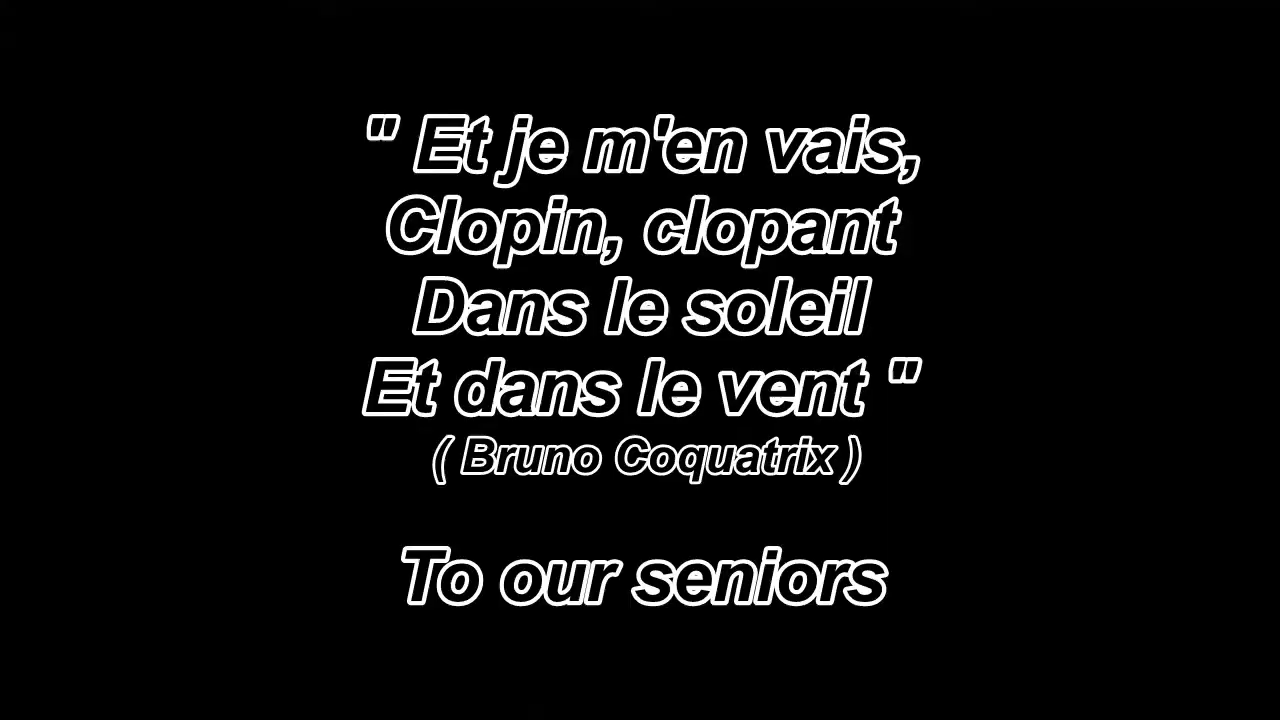 " Et je m'en vais,
Clopin, clopant
Dans le soleil
Et dans le vent "
( Bruno Coquatrix )
To our seniors